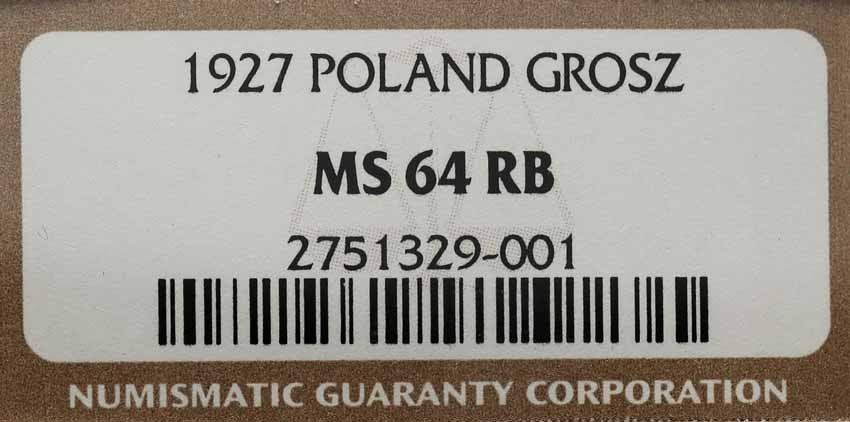 1927 POLAND GROSZ
MS 64 RB
2751329-001
NUMISMATIC GUARANTY CORPORATION